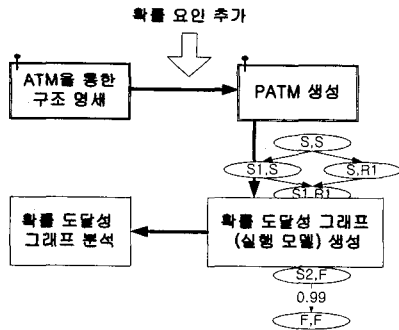 확률 요인 추가
ATM을 통한
구조 명세
PATM 생성
S,S
S1,S
S,R1
S1,R1
확률 도달성
그래프 분석
확률 도달성 그래프
(실행 모델) 생성
S2,F
0.99
F,F